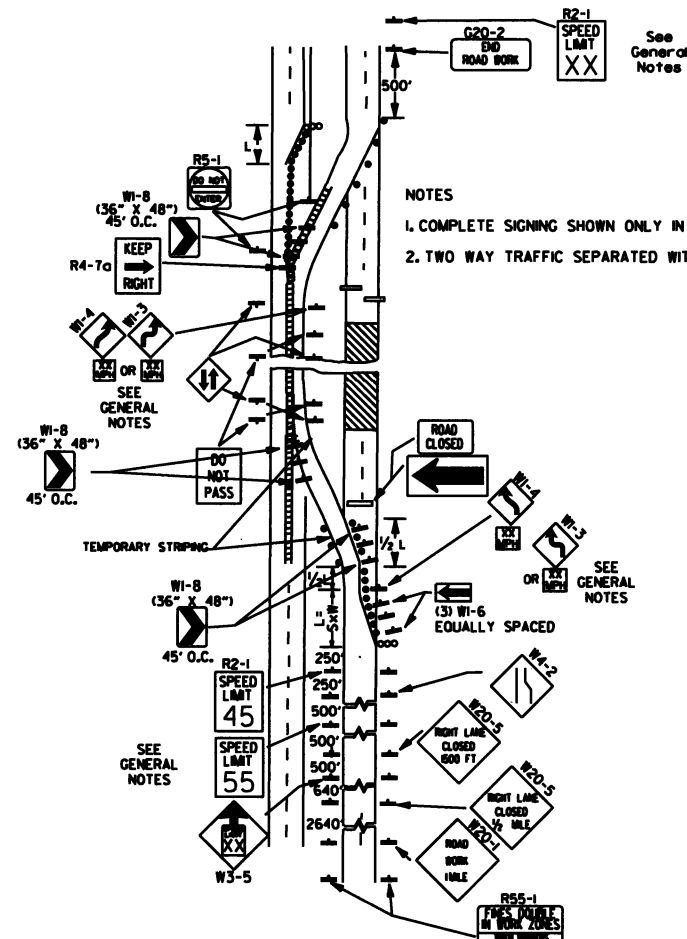 R2-1
SPEED
LIMIT
XX
See
General
Notes
G20-2
END
ROAD WORK
500'
L
R5-1
DO NOT
ENTER
W1-8
(36" X 48")
45' O.C.
KEEP
RIGHT
R4-7a
NOTES
1. COMPLETE SIGNING SHOWN ONLY IN
2. TWO WAY TRAFFIC SEPARATED WIT
W1-4
W1-3
XX
MPH
OR
XX
MPH
SEE
GENERAL
NOTES
W1-8
(36" X 48")
45' O.C.
DO
NOT
PASS
ROAD
CLOSED
TEMPORARY STRIPING
W1-4
XX
MPH
W1-3
OR
XX
MPH
SEE
GENERAL
NOTES
½ L
½L
L=
SxW
W1-8
(36" X 48")
45' O.C.
(3) W1-6
EQUALLY SPACED
R2-1
SPEED
LIMIT
45
250'
250'
500'
500'
500'
640'
2640'
W4-2
SEE
GENERAL
NOTES
SPEED
LIMIT
55
W20-5
RIGHT LANE
CLOSED
1500 FT
XX
W3-5
W20-5
RIGHT LANE
CLOSED
½ MILE
W20-1
ROAD
WORK
1 MILE
R55-1
FINES DOUBLE
IN WORK ZONES